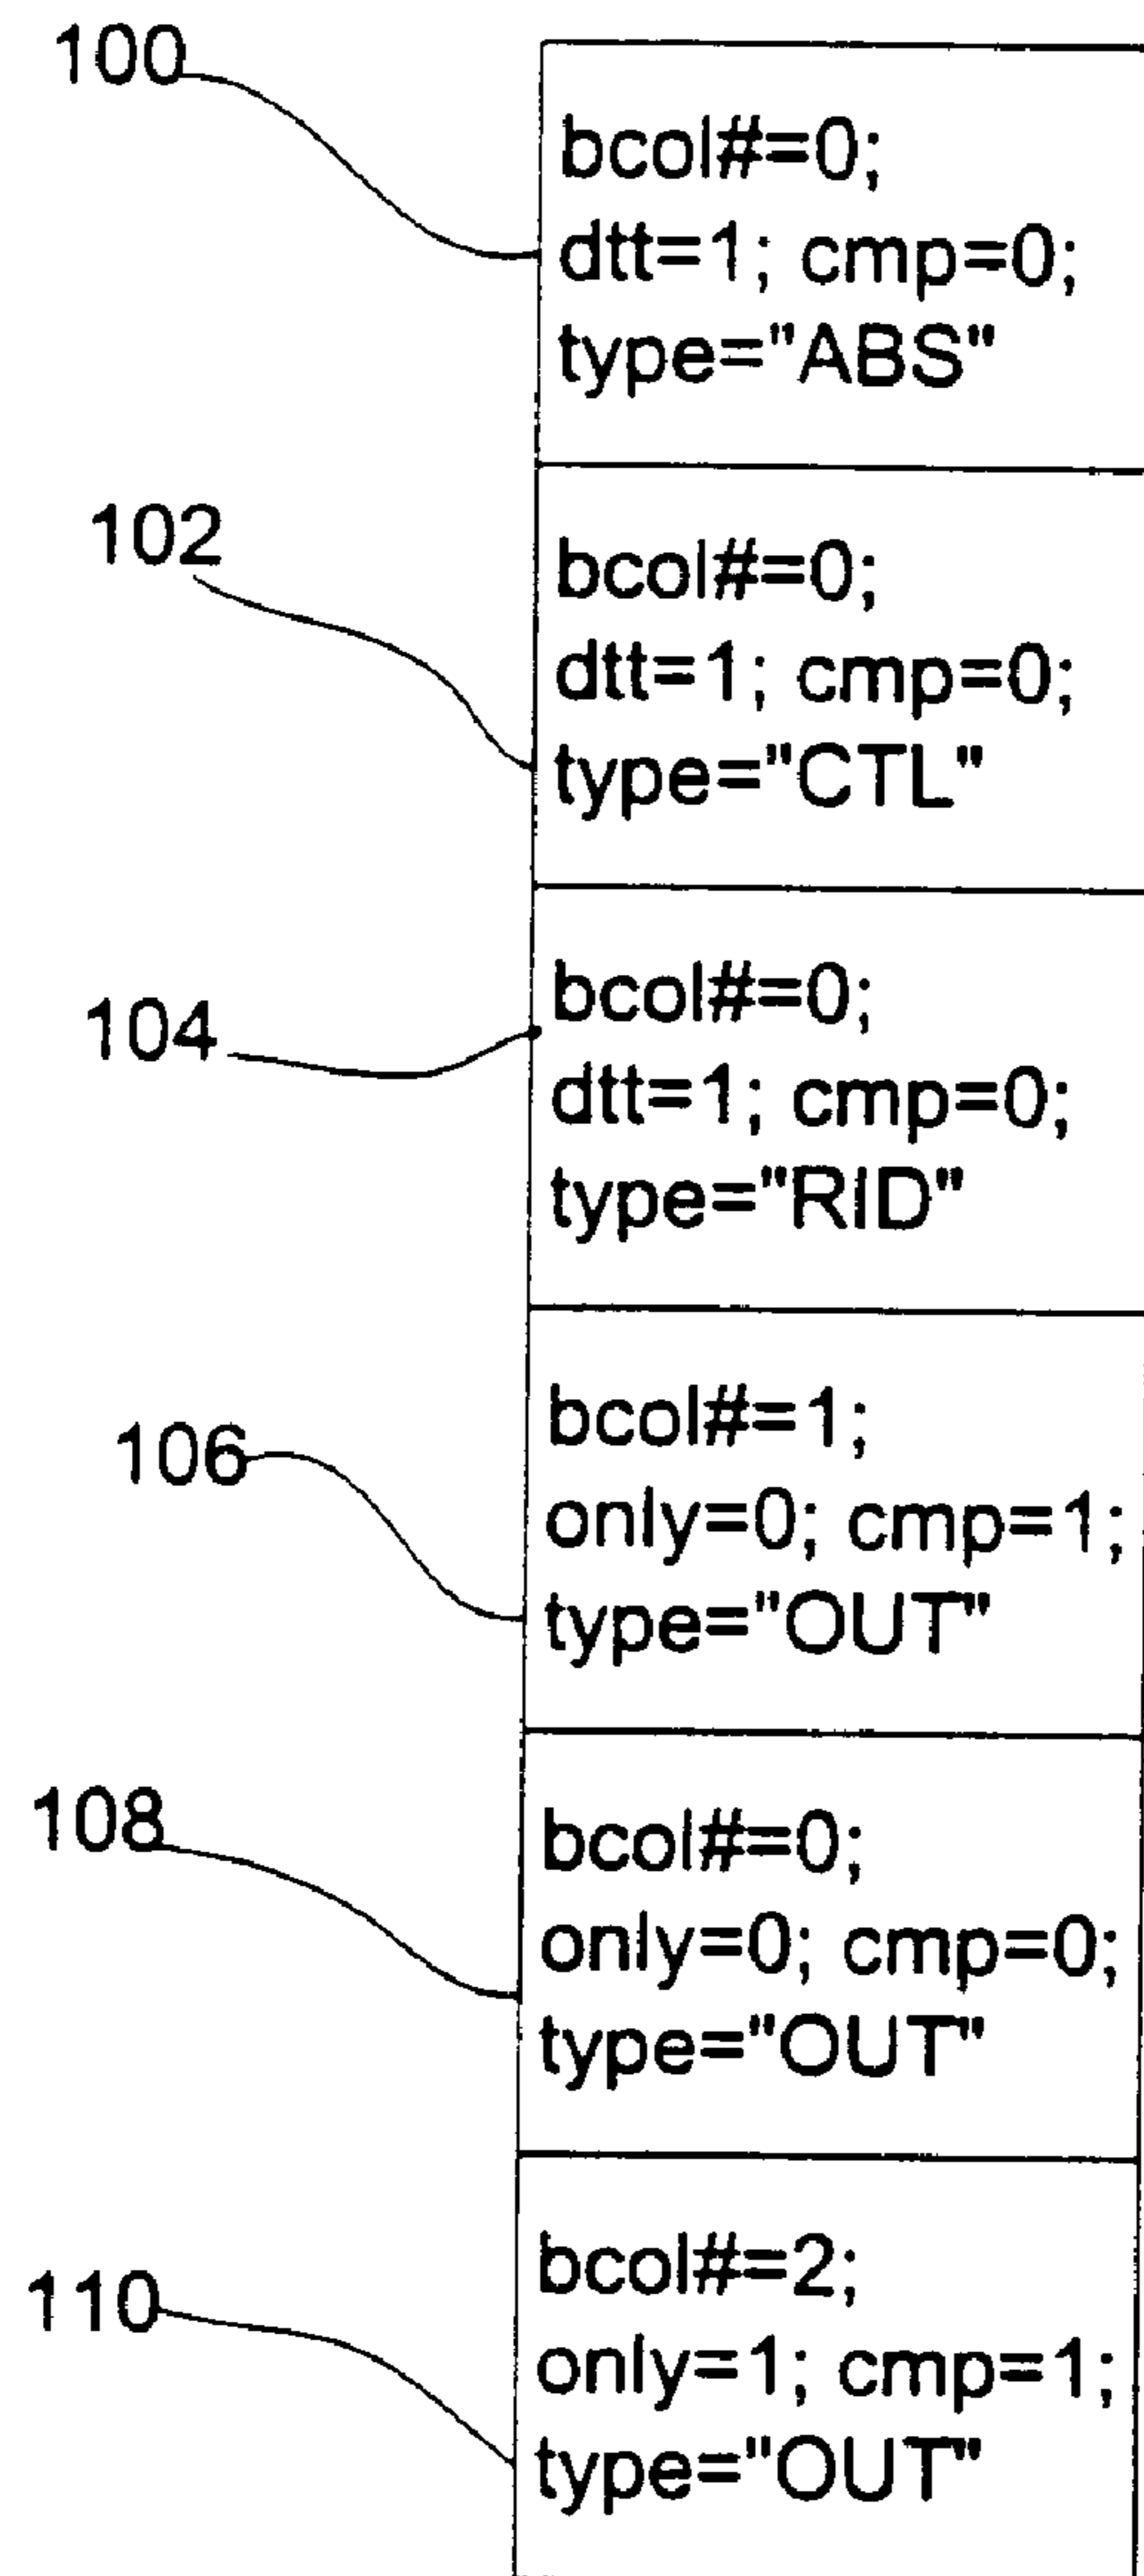 100
bcol#=0;
dtt=1; cmp=0;
type="ABS"
102
bcol#=0;
dtt=1; cmp=0;
type="CTL"
104
bcol#=0;
dtt=1; cmp=0;
type="RID"
106
bcol#=1;
only=0; cmp=1;
type="OUT"
108
bcol#=0;
only=0; cmp=0;
type="OUT"
110
bcol#=2;
only=1; cmp=1;
type="OUT"